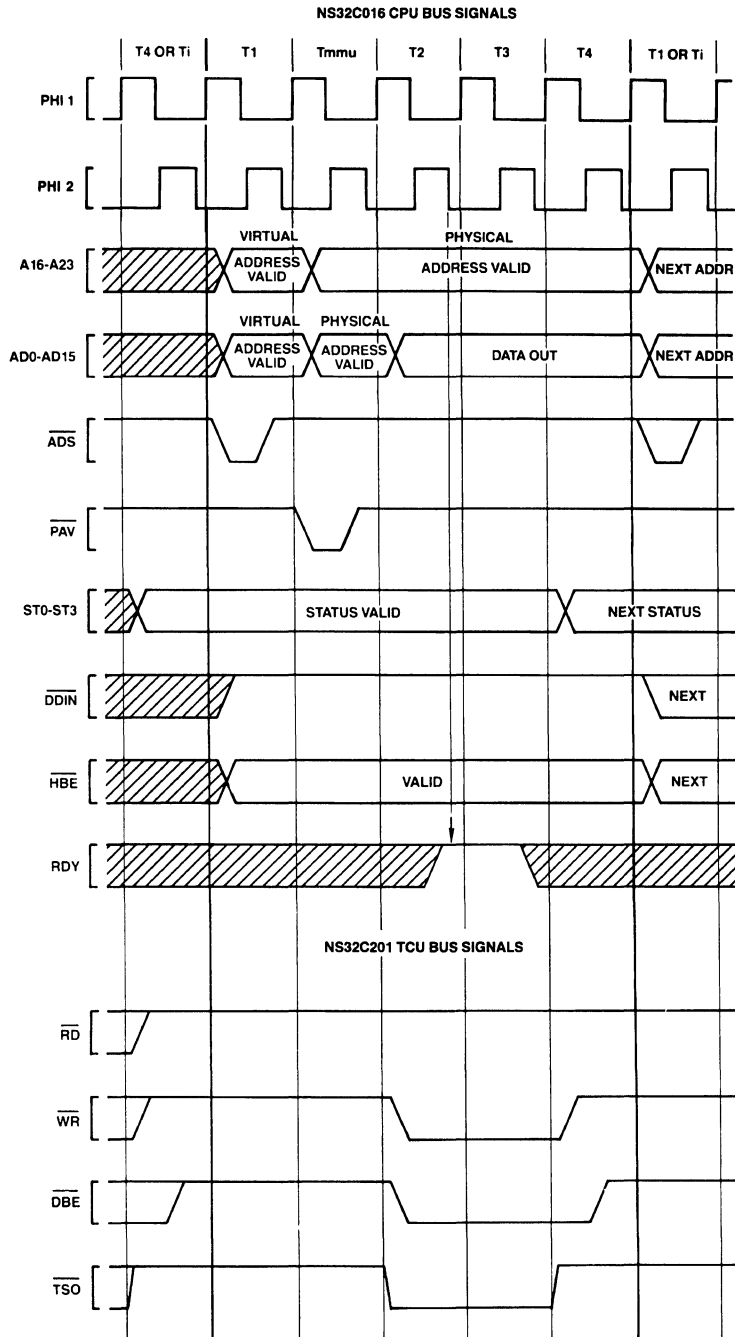 NS32C016 CPU BUS SIGNALS
T4 OR Ti T1 Tmmu T2 T3 T4 T1 OR Ti
PHI 1
PHI 2
VIRTUAL PHYSICAL
A16-A23 ADDRESS VALID ADDRESS VALID NEXT ADDR
VIRTUAL PHYSICAL
AD0-AD15 ADDRESS VALID ADDRESS VALID DATA OUT NEXT ADDR
ADS
PAV
ST0-ST3 STATUS VALID NEXT STATUS
DDIN NEXT
HBE VALID NEXT
RDY
NS32C201 TCU BUS SIGNALS
RD
WR
DBE
TSO